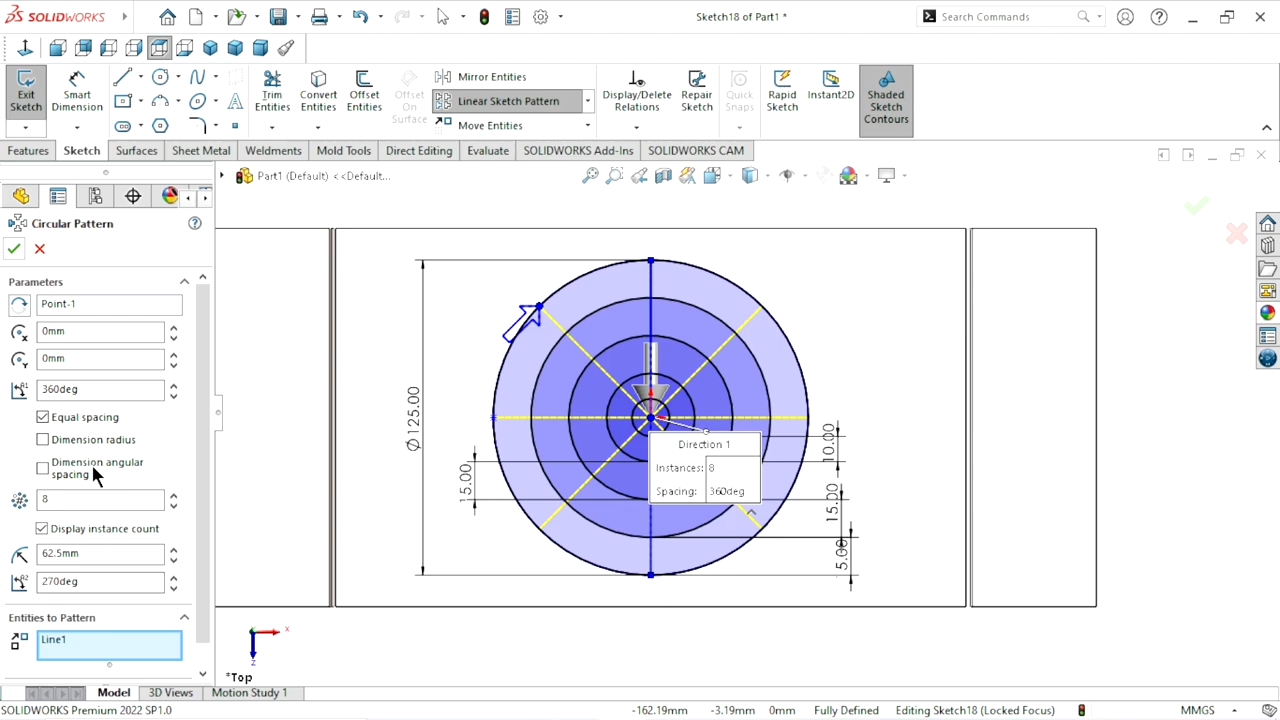 SOLIDWORKS
Sketch18 of Part1 *
Search Commands
Exit Sketch
Smart Dimension
Trim Entities
Convert Entities
Offset Entities
Offset On Surface
Mirror Entities
Linear Sketch Pattern
Move Entities
Display/Delete Relations
Repair Sketch
Quick Snaps
Rapid Sketch
Instant2D
Shaded Sketch Contours
Features
Sketch
Surfaces
Sheet Metal
Weldments
Mold Tools
Direct Editing
Evaluate
SOLIDWORKS Add-Ins
SOLIDWORKS CAM
Part1 (Default) <<Default...
Circular Pattern
Parameters
Point-1
0mm
0mm
360deg
Equal spacing
Dimension radius
Dimension angular
spacing
8
Display instance count
62.5mm
270deg
Entities to Pattern
Line1
Ø 125.00
15.00
10.00
15.00
5.00
Direction 1
Instances: 8
Spacing: 360deg
x
z
*Top
Model
3D Views
Motion Study 1
SOLIDWORKS Premium 2022 SP1.0
-162.19mm
-3.19mm
0mm
Fully Defined
Editing Sketch18 (Locked Focus)
MMGS